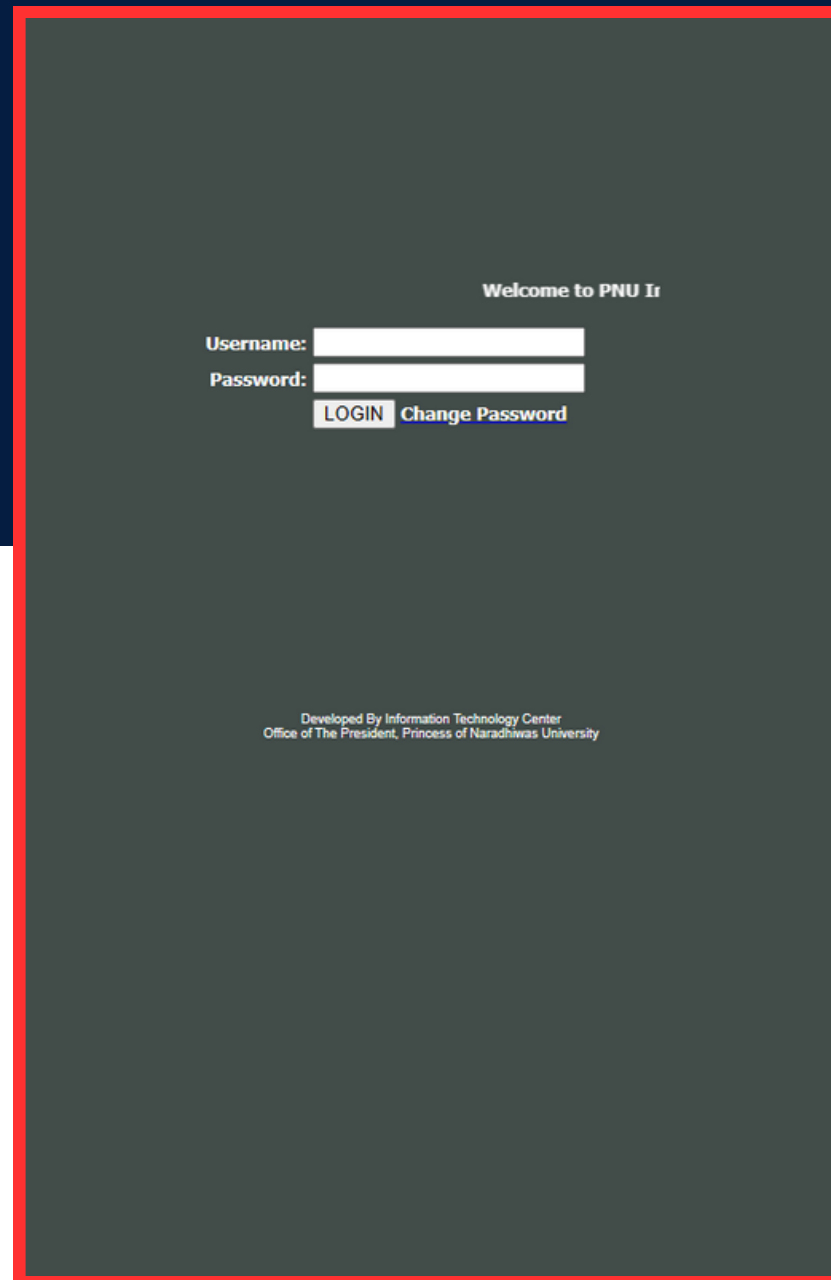 Welcome to PNU
Username:
Password:
LOGIN Change Password
Developed By Information Technology Center
Office of The President, Princess of Naradhiwas University